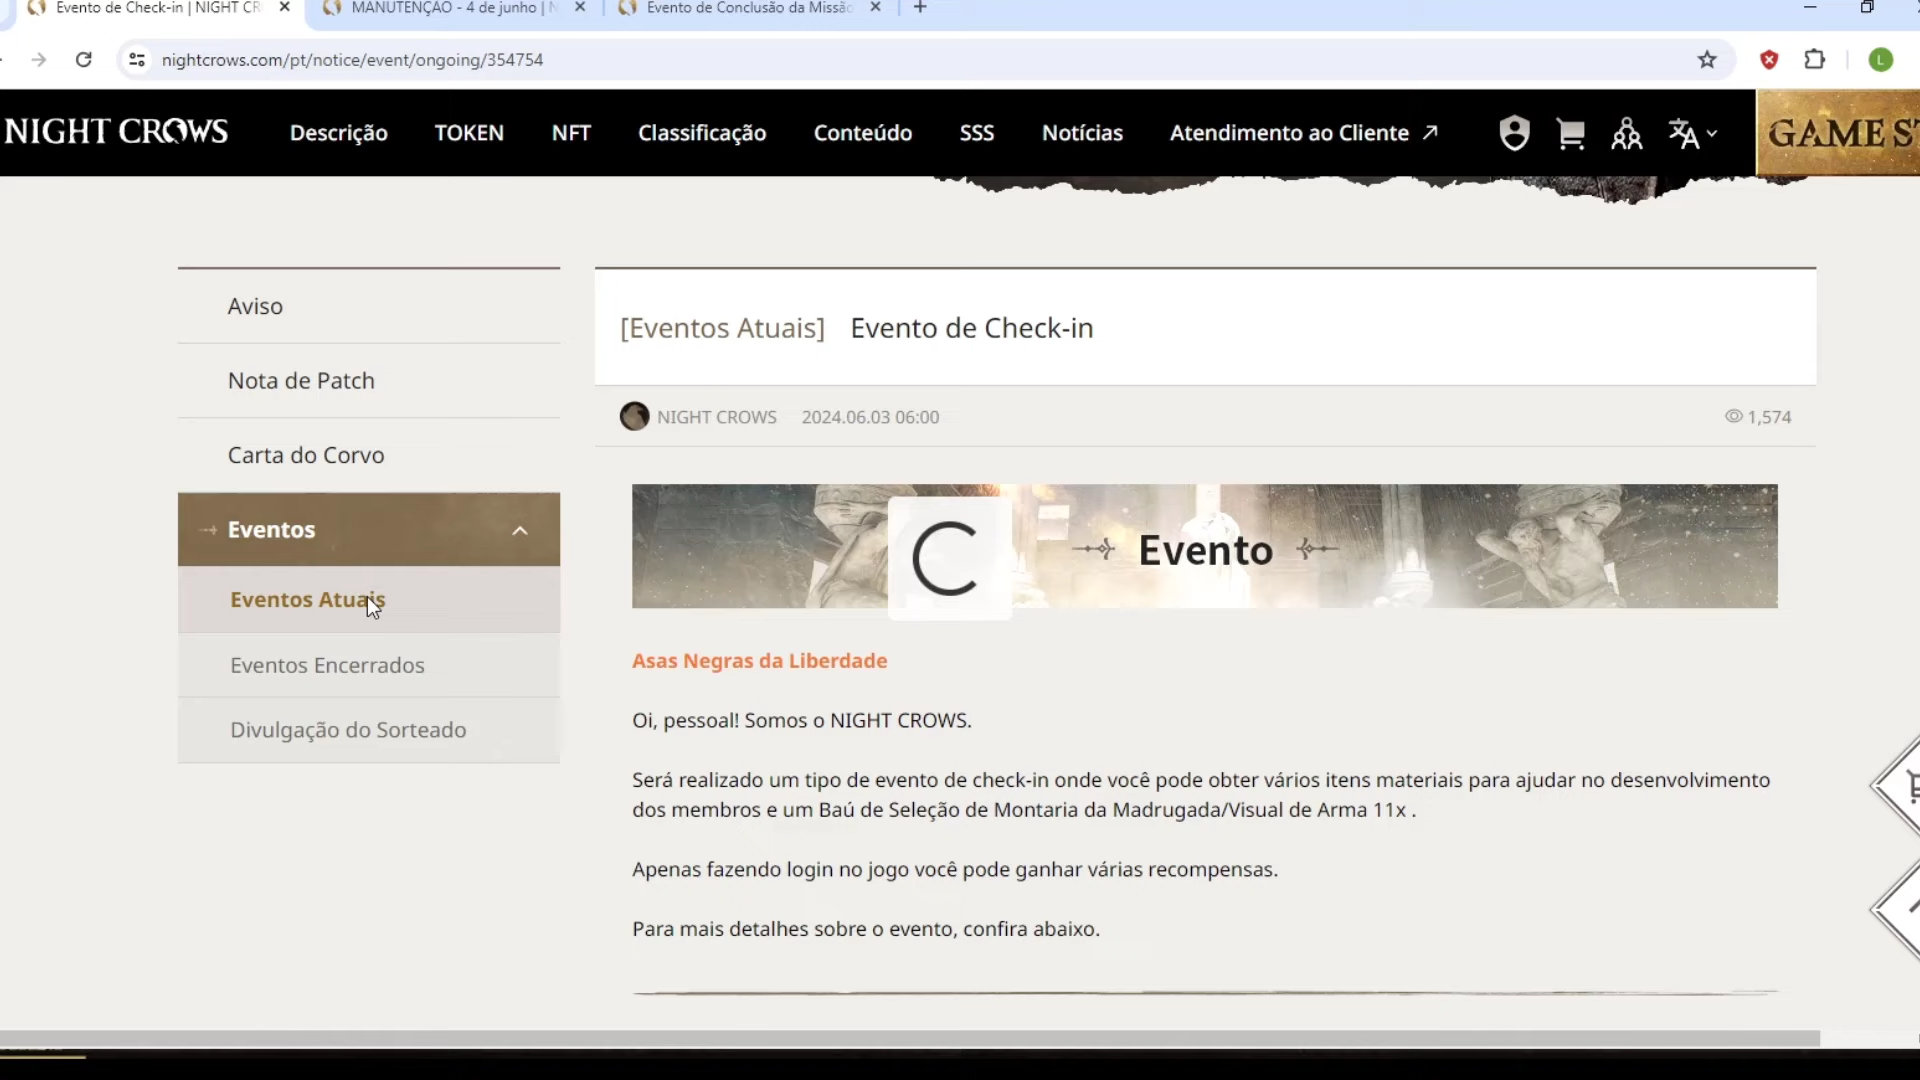 Evento de Check-in | NIGHT CR
MANUTENÇÃO - 4 de junho | N
Evento de Conclusão da Missão
nightcrows.com/pt/notice/event/ongoing/354754
L
NIGHT CROWS
Descrição
TOKEN
NFT
Classificação
Conteúdo
SSS
Notícias
Atendimento ao Cliente
GAME ST
Aviso
Nota de Patch
Carta do Corvo
Eventos
Eventos Atuais
Eventos Encerrados
Divulgação do Sorteado
[Eventos Atuais] Evento de Check-in
NIGHT CROWS 2024.06.03 06:00 1,574
Evento
Asas Negras da Liberdade
Oi, pessoal! Somos o NIGHT CROWS.
Será realizado um tipo de evento de check-in onde você pode obter vários itens materiais para ajudar no desenvolvimento
dos membros e um Baú de Seleção de Montaria da Madrugada/Visual de Arma 11x .
Apenas fazendo login no jogo você pode ganhar várias recompensas.
Para mais detalhes sobre o evento, confira abaixo.